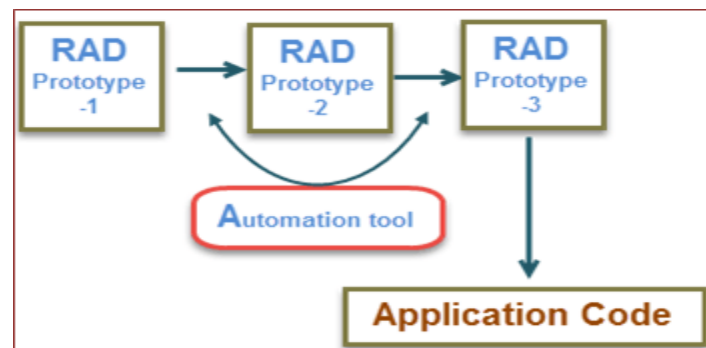 RAD
Prototype
-1
RAD
Prototype
-2
RAD
Prototype
-3
Automation tool
Application Code